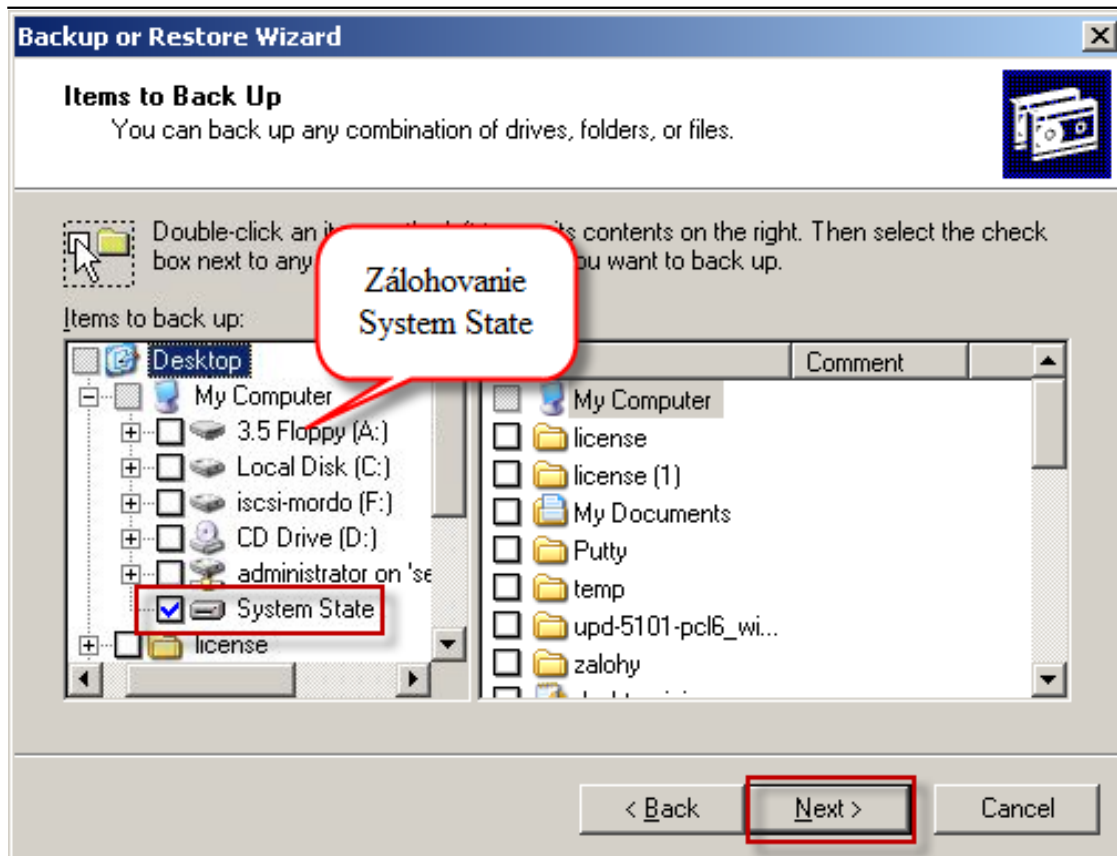 Backup or Restore Wizard
Items to Back Up
You can back up any combination of drives, folders, or files.
Double-click an its contents on the right. Then select the check
box next to any you want to back up.
Zálohovanie
System State
Items to back up:
Desktop
My Computer
3.5 Floppy (A:)
Local Disk (C:)
iscsi-mordo (F:)
CD Drive (D:)
administrator on 'se
System State
license
Comment
My Computer
license
license (1)
My Documents
Putty
temp
upd-5101-pcl6_wi...
zalohy
< Back
Next >
Cancel